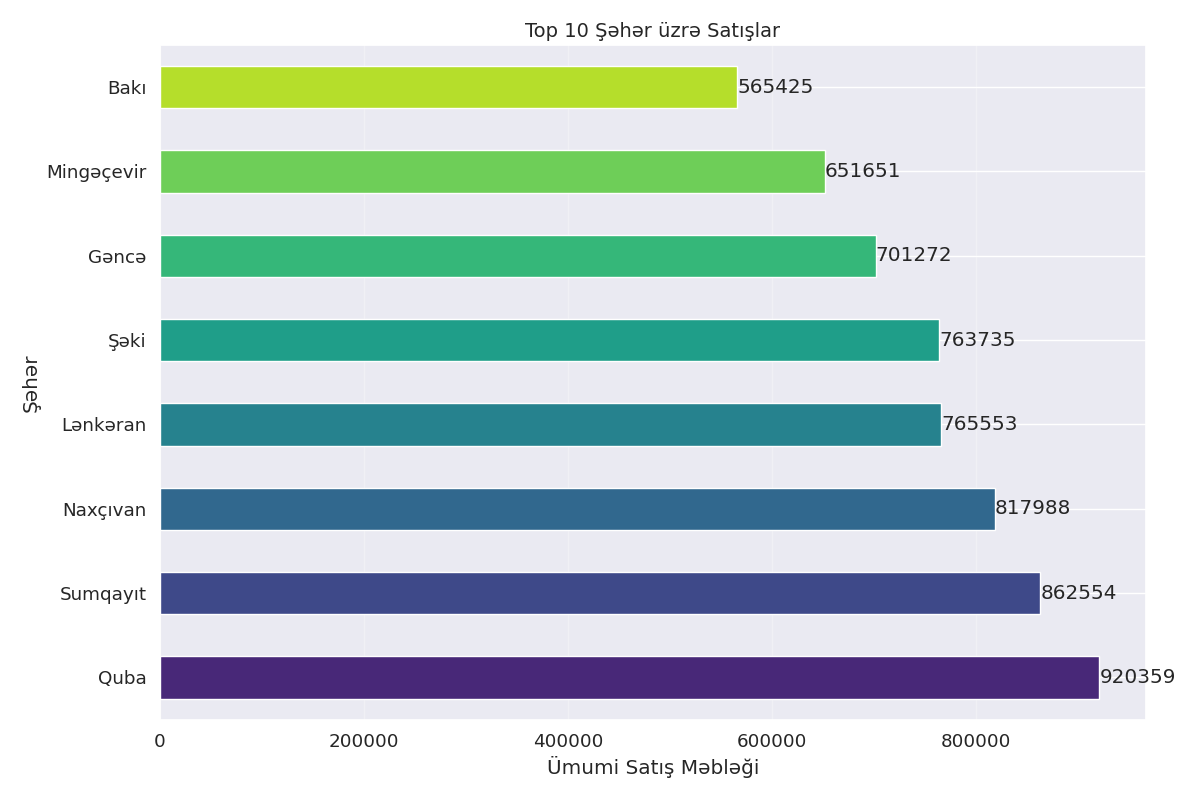 Top 10 Şəhər üzrə Satışlar
Bakı 565425
Mingəçevir 651651
Gəncə 701272
Şəki 763735
Lənkəran 765553
Naxçıvan 817988
Sumqayıt 862554
Quba 920359
Şəhər
0 200000 400000 600000 800000
Ümumi Satış Məbləği